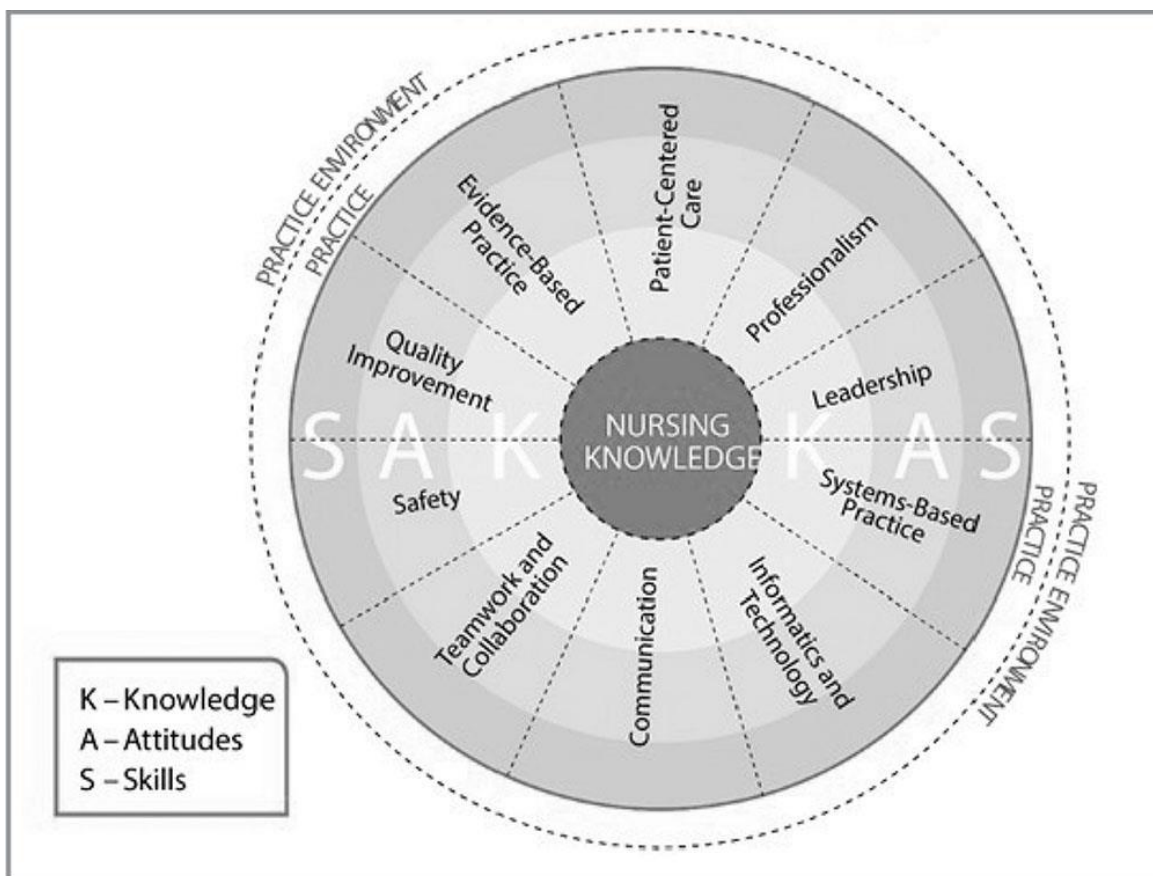 PRACTICE ENVIRONMENT
PRACTICE
Patient-Centered
Care
Professionalism
Leadership
Systems-Based
Practice
Informatics and
Technology
Communication
Teamwork and
Collaboration
Safety
Quality
Improvement
Evidence-Based
Practice
S A K
NURSING
KNOWLEDGE
K A S
PRACTICE
PRACTICE ENVIRONMENT
K – Knowledge
A – Attitudes
S – Skills